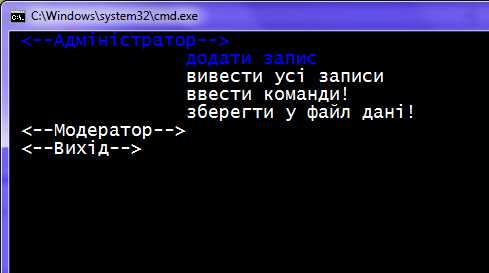 C:\Windows\system32\cmd.exe
<--Адміністратор-->
додати запис
вивести усі записи
ввести команди!
зберегти у файл дані!
<--Модератор-->
<--Вихід-->